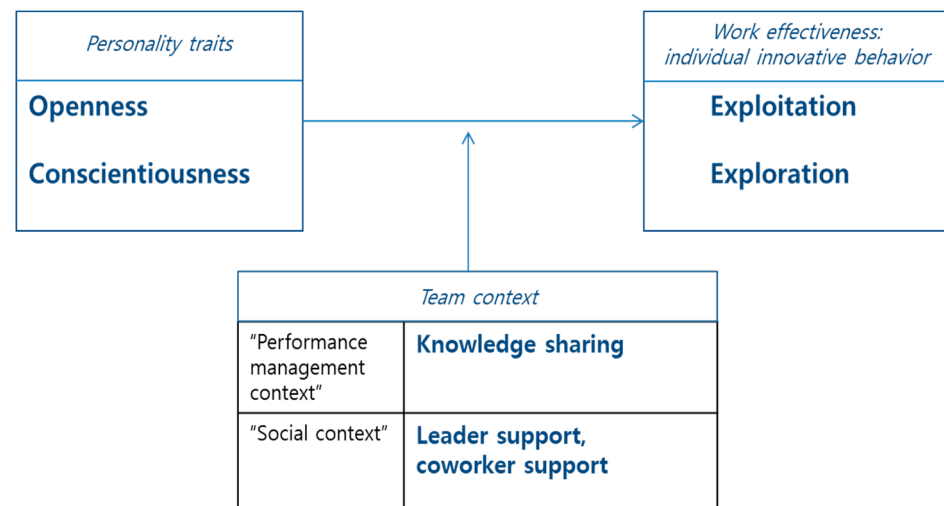 Personality traits
Openness
Conscientiousness
Work effectiveness:
individual innovative behavior
Exploitation
Exploration
Team context
“Performance
management
context”
Knowledge sharing
“Social context”
Leader support,
coworker support